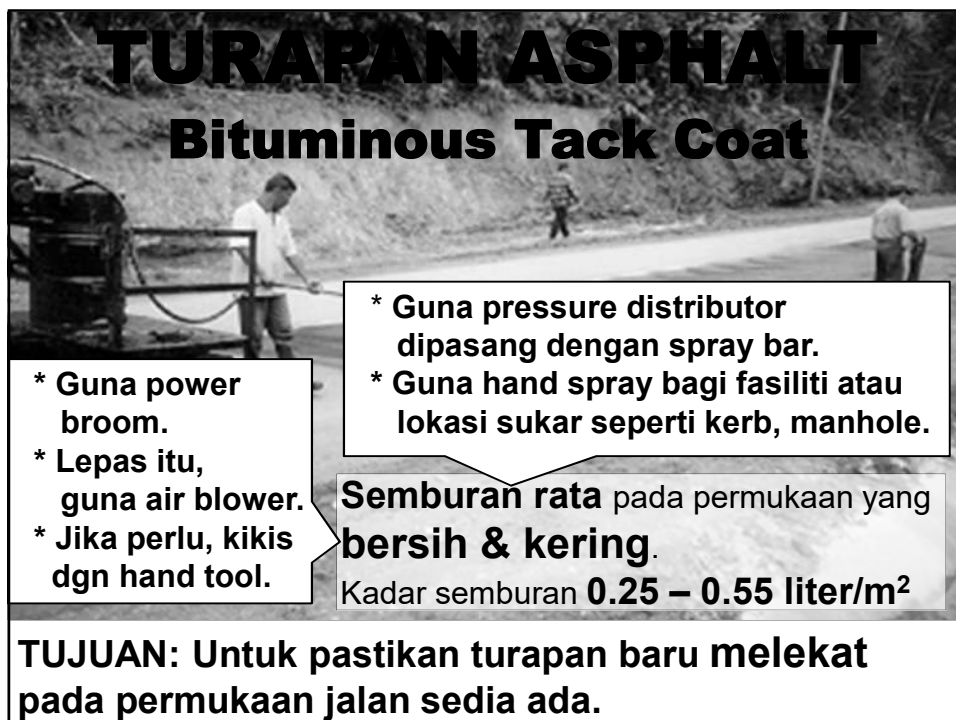 TURAPAN ASPHALT
Bituminous Tack Coat
* Guna pressure distributor
dipasang dengan spray bar.
* Guna hand spray bagi fasiliti atau
lokasi sukar seperti kerb, manhole.
* Guna power
broom.
* Lepas itu,
guna air blower.
* Jika perlu, kikis
dgn hand tool.
Semburan rata pada permukaan yang
bersih & kering.
Kadar semburan 0.25 – 0.55 liter/m²
TUJUAN: Untuk pastikan turapan baru melekat
pada permukaan jalan sedia ada.